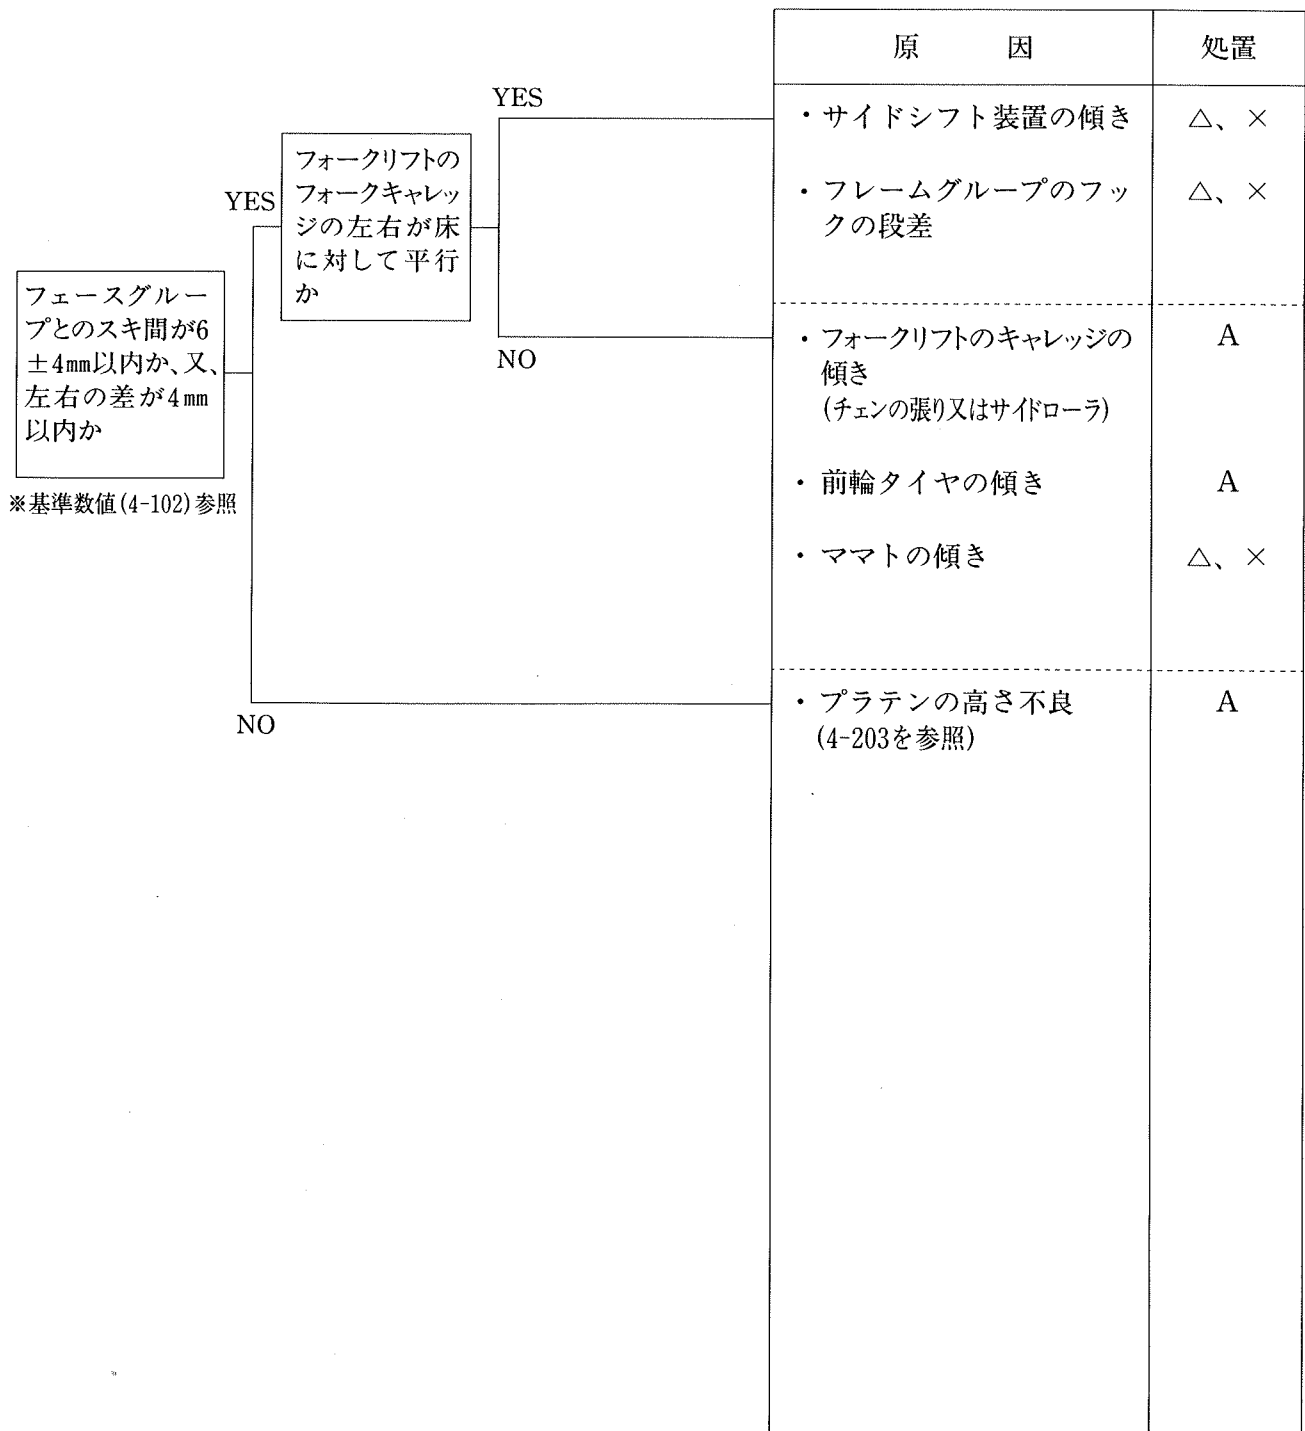 原 因 処置
YES
・サイドシフト装置の傾き △、×
フォークリフトの
フォークキャレッ
ジの左右が床
に対して平行
か
YES
・フレームグループのフッ △、×
クの段差
フェースグルー
プとのスキ間が6
±4㎜以内か、又、
左右の差が4㎜
以内か
NO
・フォークリフトのキャレッジの A
傾き
(チェンの張り又はサイドローラ)
※基準数値(4-102)参照
・前輪タイヤの傾き A
・ママトの傾き △、×
NO
・プラテンの高さ不良 A
(4-203を参照)